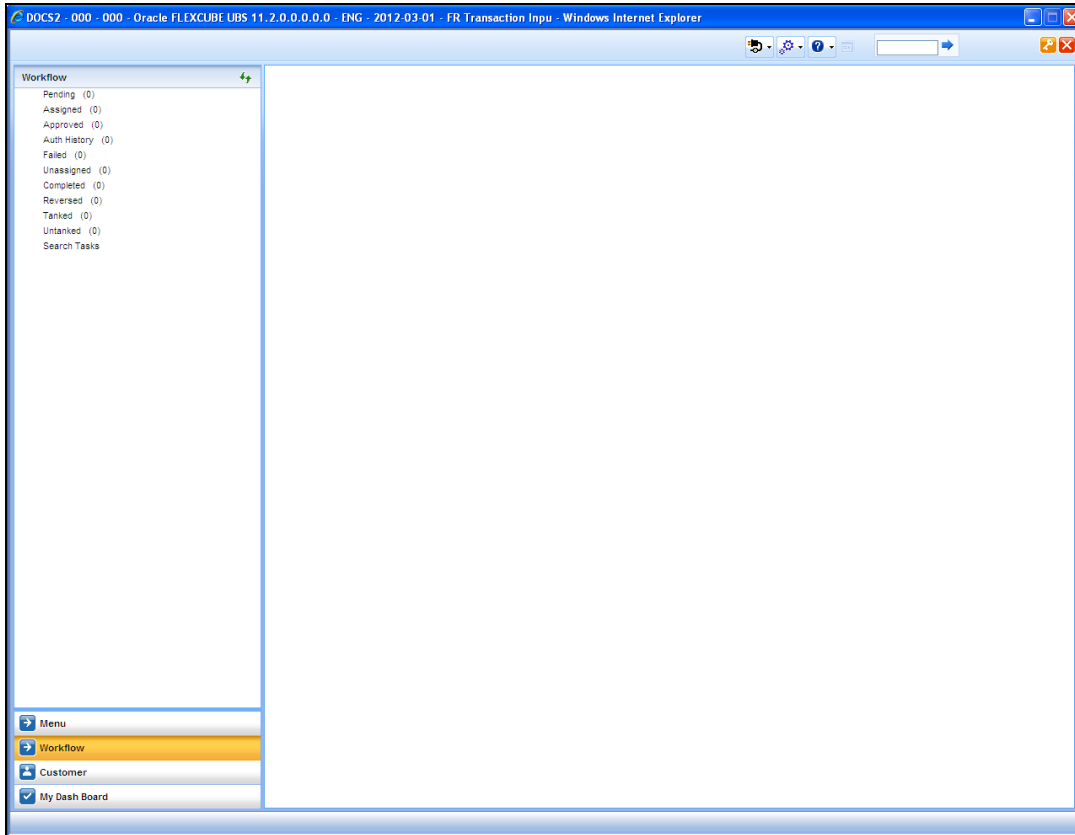 DOCS2 - 000 - 000 - Oracle FLEXCUBE UBS 11.2.0.0.0.0.0 - ENG - 2012-03-01 - FR Transaction Inpu - Windows Internet Explorer
Workflow
Pending (0)
Assigned (0)
Approved (0)
Auth History (0)
Failed (0)
Unassigned (0)
Completed (0)
Reversed (0)
Tanked (0)
Untanked (0)
Search Tasks
Menu
Workflow
Customer
My Dash Board